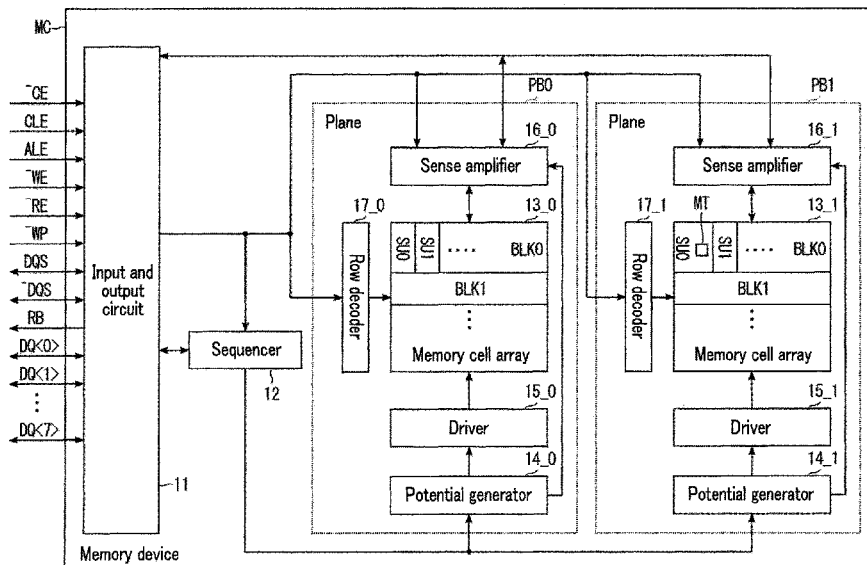 MC
¯CE
CLE
ALE
¯WE
¯RE
¯WP
DQS
¯DQS
RB
DQ<0>
DQ<1>
⋮
DQ<7>
Input and
output
circuit
11
Memory device
Sequencer
12
PB0
Plane
16_0
Sense amplifier
17_0
Row decoder
13_0
SU0
SU1
····
BLK0
BLK1
⋮
Memory cell array
15_0
Driver
14_0
Potential generator
PB1
Plane
16_1
Sense amplifier
17_1
Row decoder
MT
13_1
SU0
SU1
····
BLK0
BLK1
⋮
Memory cell array
15_1
Driver
14_1
Potential generator